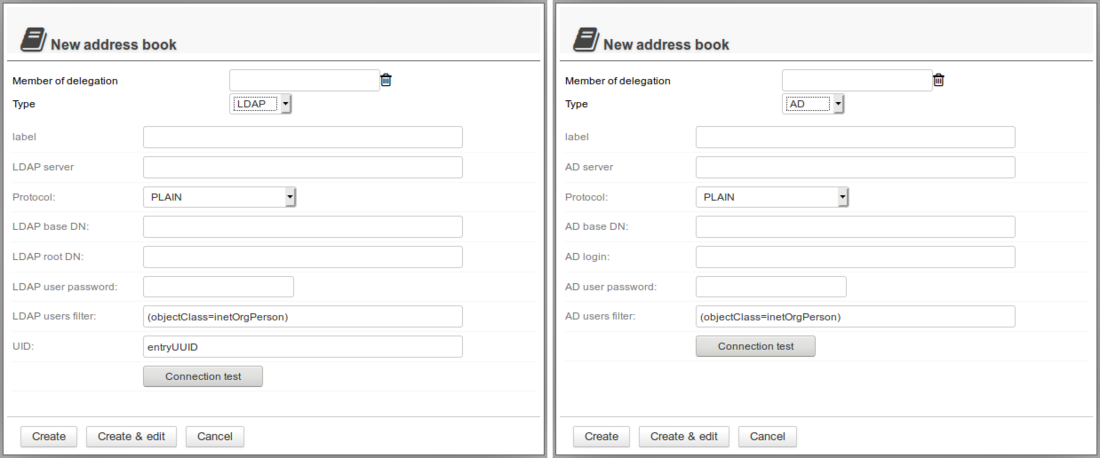 New address book
Member of delegation
Type LDAP
label
LDAP server
Protocol: PLAIN
LDAP base DN:
LDAP root DN:
LDAP user password:
LDAP users filter: (objectClass=inetOrgPerson)
UID: entryUUID
Connection test
Create Create & edit Cancel
New address book
Member of delegation
Type AD
label
AD server
Protocol: PLAIN
AD base DN:
AD login:
AD user password:
AD users filter: (objectClass=inetOrgPerson)
Connection test
Create Create & edit Cancel